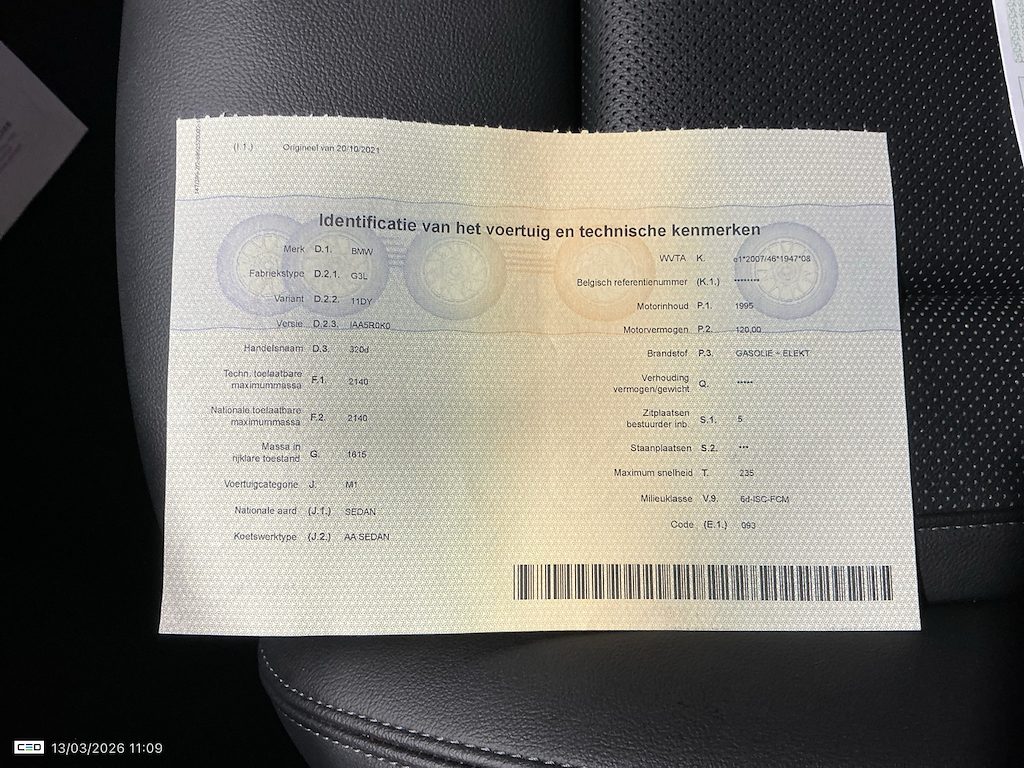 (I.1.) Origineel van 20/10/2021
Identificatie van het voertuig en technische kenmerken
Merk D.1. BMW
Fabriekstype D.2.1. G3L
Variant D.2.2. 11DY
Versie D.2.3. IAA5R0K0
Handelsnaam D.3. 320d
Techn. toelaatbare
maximummassa F.1. 2140
Nationale toelaatbare
maximummassa F.2. 2140
Massa in
rijklare toestand G. 1615
Voertuigcategorie J. M1
Nationale aard (J.1.) SEDAN
Koetswerktype (J.2.) AA SEDAN
WVTA K. e1*2007/46*1947*08
Belgisch referentienummer (K.1.) ********
Motorinhoud P.1. 1995
Motorvermogen P.2. 120,00
Brandstof P.3. GASOLIE + ELEKT
Verhouding
vermogen/gewicht Q. *****
Zitplaatsen
bestuurder inb. S.1. 5
Staanplaatsen S.2. ***
Maximum snelheid T. 235
Milieuklasse V.9. 6d-ISC-FCM
Code (E.1.) 093
CEO 13/03/2026 11:09